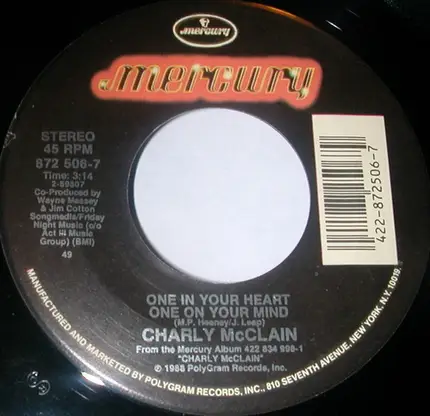 mercury
mercury
STEREO
45 RPM
872 506-7
Time: 3:14
2-59807
Co-Produced by
Wayne Massey
& Jim Cotton
Songmedia/Friday
Night Music (c/o
Act III Music
Group) (BMI)
49
422-872506-7
ONE IN YOUR HEART
ONE ON YOUR MIND
(M.P. Heeney/J. Leap)
CHARLY McCLAIN
From the Mercury Album 422 834 998-1
"CHARLY McCLAIN"
℗ 1988 PolyGram Records, Inc.
MANUFACTURED AND MARKETED BY POLYGRAM RECORDS, INC., 810 SEVENTH AVENUE, NEW YORK, N.Y. 10019.